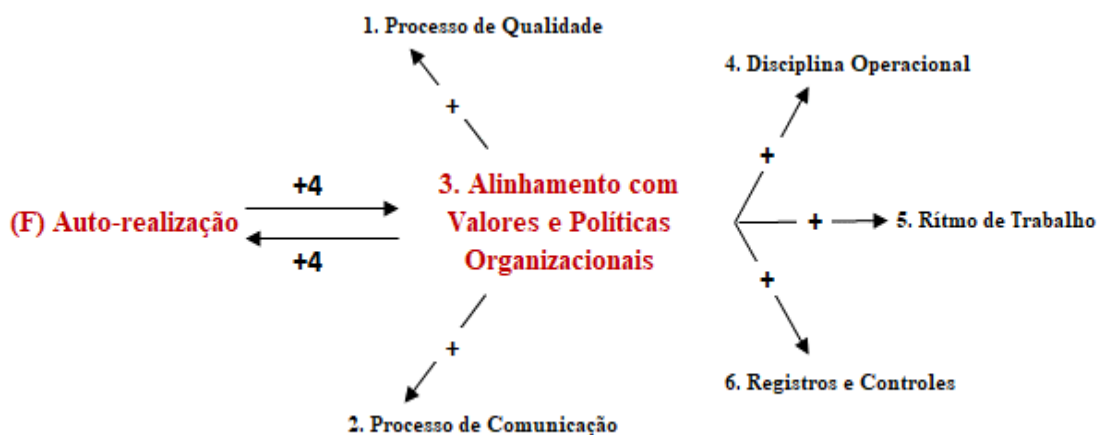 1. Processo de Qualidade
4. Disciplina Operacional
+
+4
+
3. Alinhamento com
Valores e Políticas
Organizacionais
(F) Auto-realização
+
5. Rítmo de Trabalho
+4
+
+
6. Registros e Controles
2. Processo de Comunicação